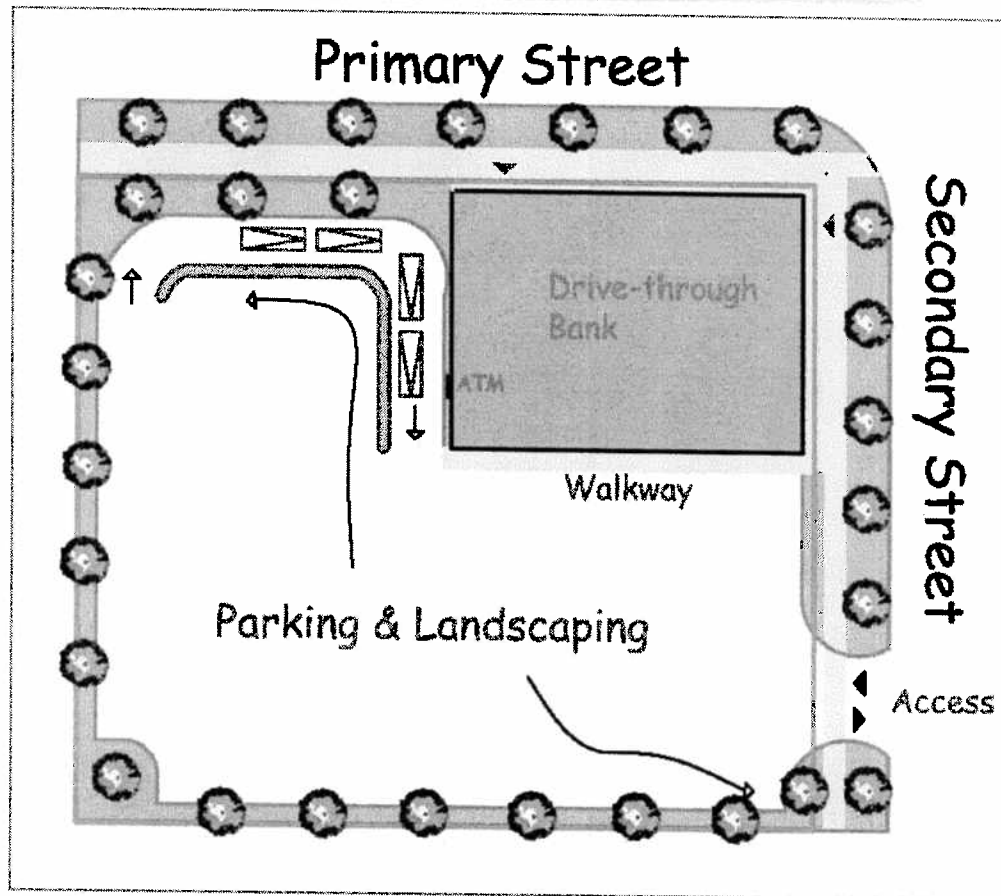 Primary Street
Secondary Street
Drive-through
Bank
ATM
Walkway
Parking & Landscaping
Access